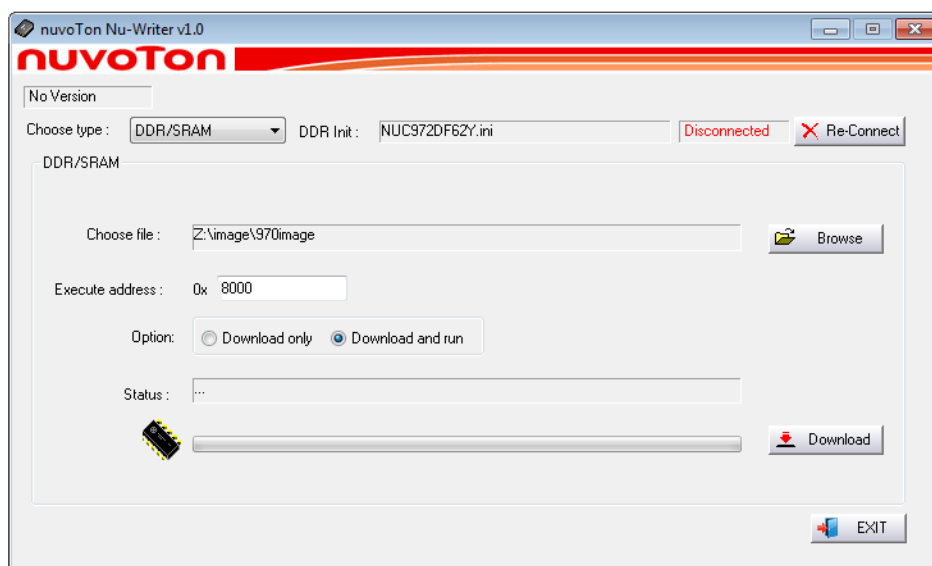 nuvoTon Nu-Writer v1.0
nuvoTon
No Version
Choose type : DDR/SRAM DDR Init : NUC972DF62Y.ini Disconnected Re-Connect
DDR/SRAM
Choose file : Z:\image\970image Browse
Execute address : 0x 8000
Option: Download only Download and run
Status : ...
Download
EXIT